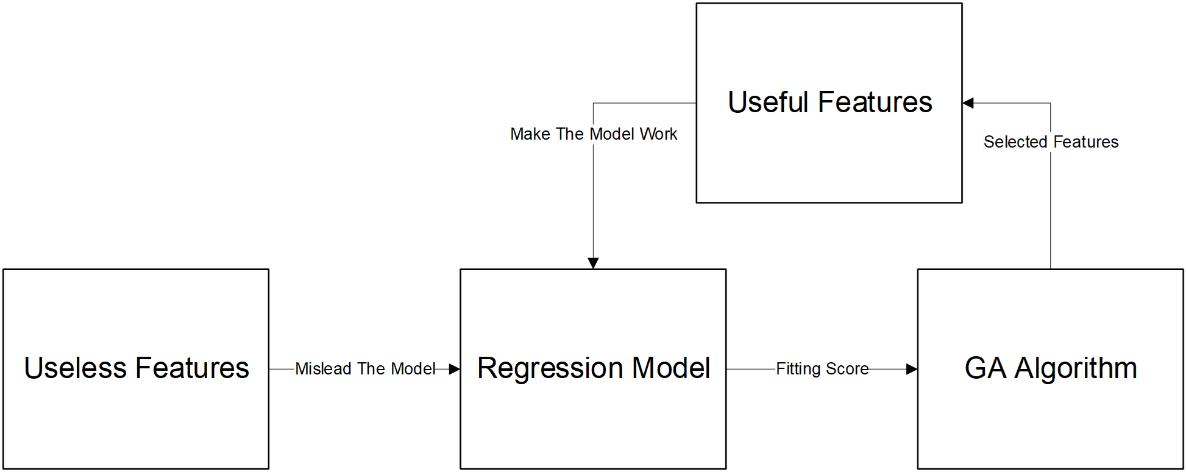 Useful Features
Make The Model Work
Selected Features
Useless Features
Mislead The Model
Regression Model
Fitting Score
GA Algorithm